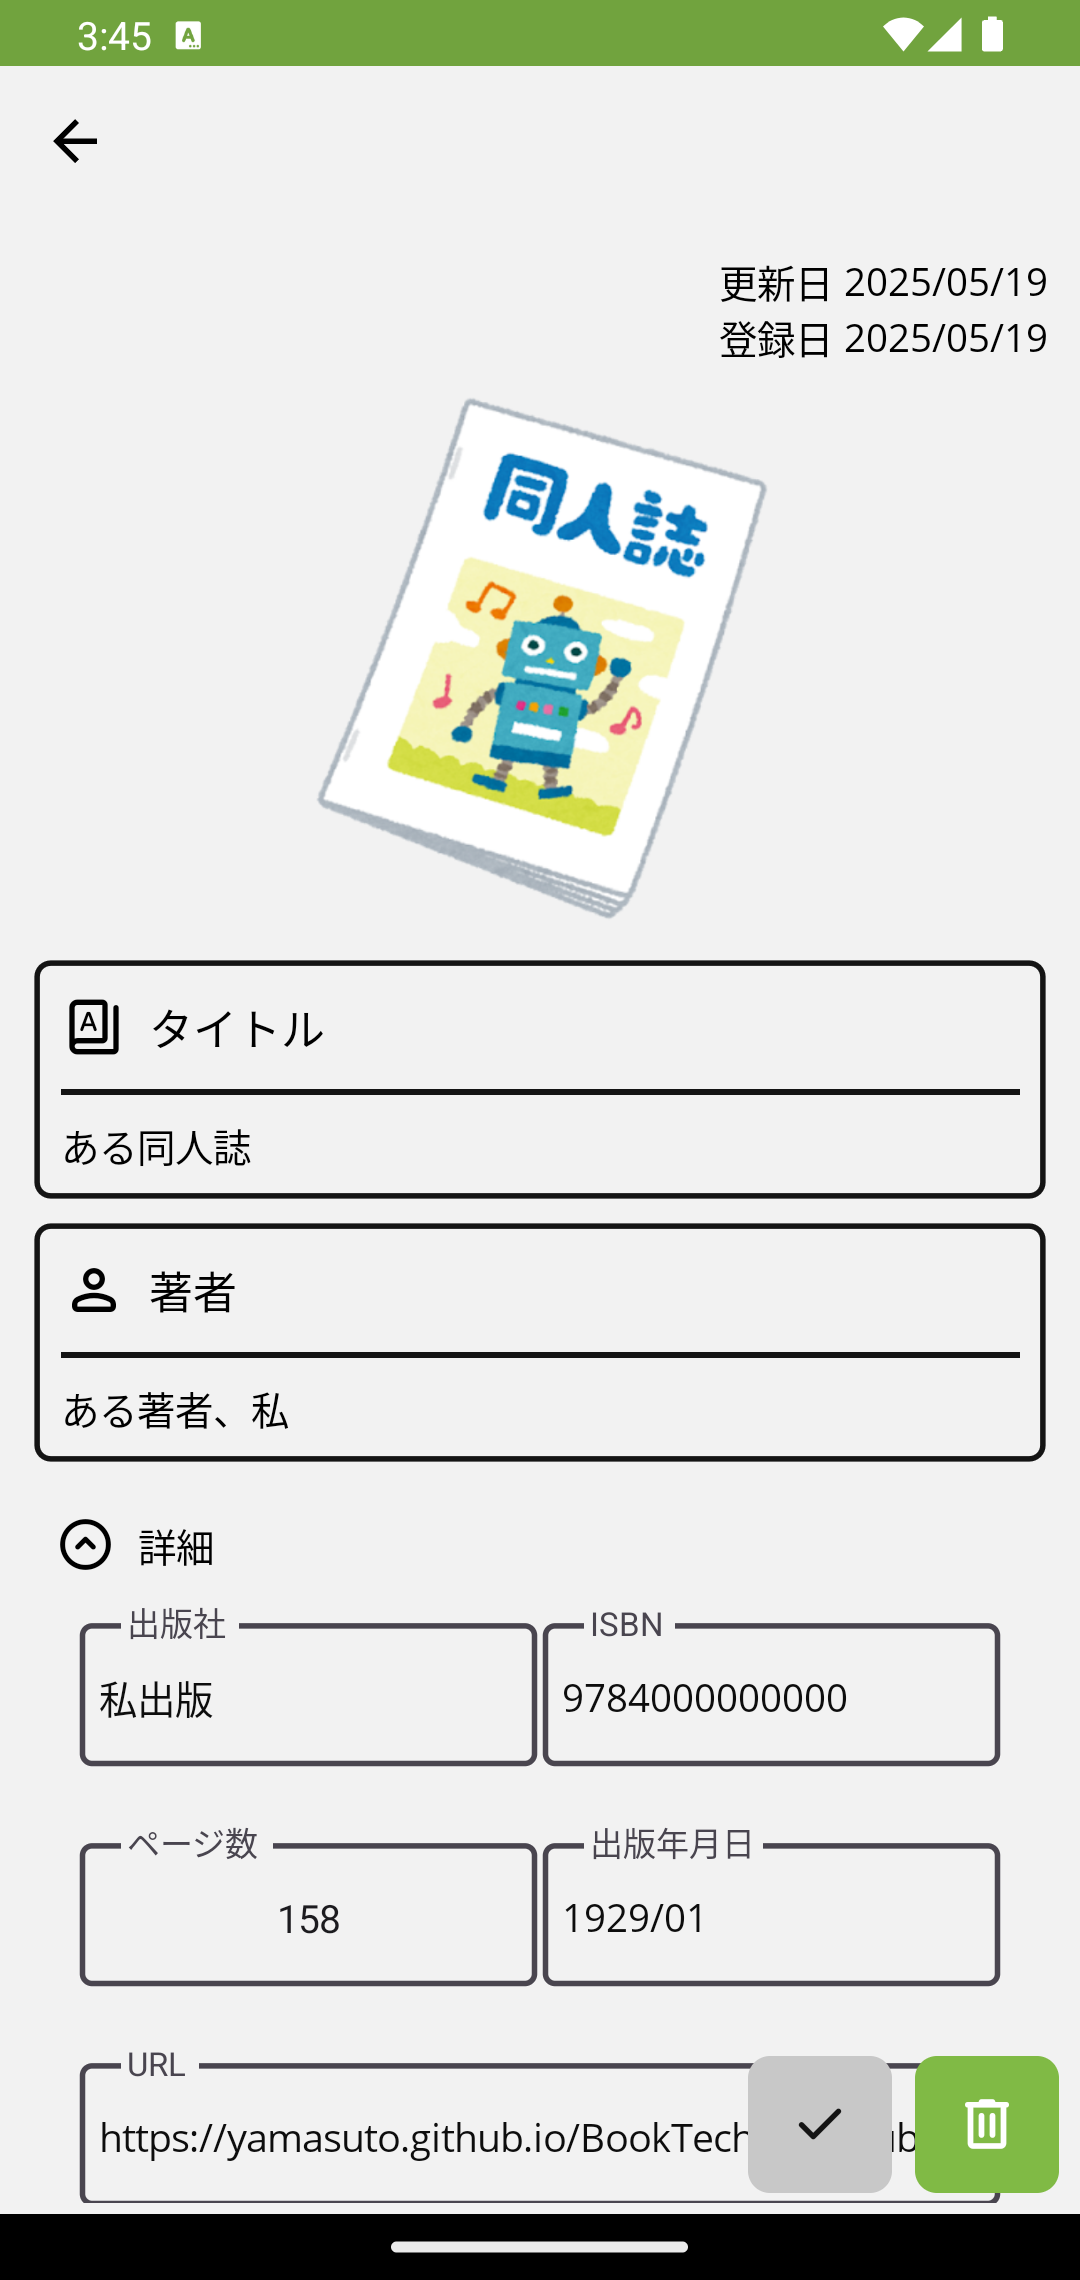 3:45
更新日 2025/05/19
登録日 2025/05/19
同人誌
タイトル
ある同人誌
著者
ある著者、私
詳細
出版社
私出版
ISBN
9784000000000
ページ数
158
出版年月日
1929/01
URL
https://yamasuto.github.io/BookTech